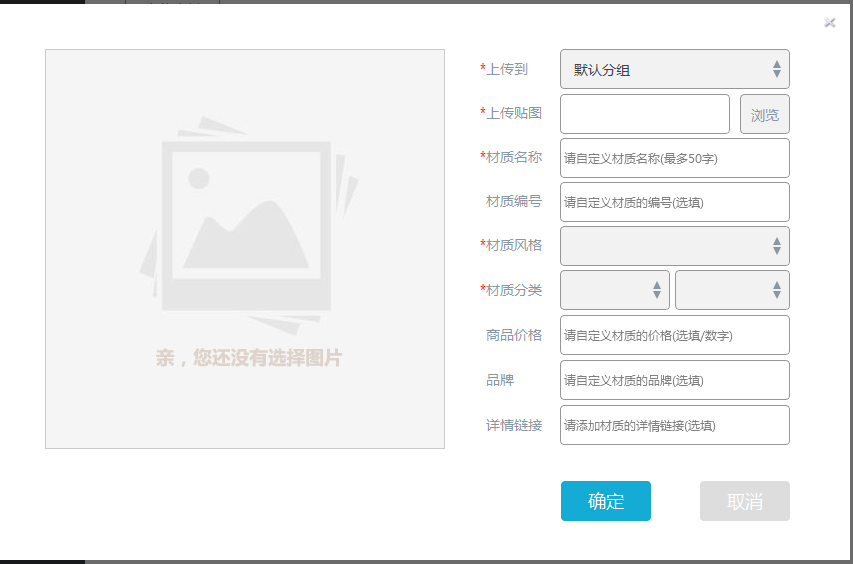 *上传到 默认分组
*上传贴图 浏览
*材质名称 请自定义材质名称(最多50字)
材质编号 请自定义材质的编号(选填)
*材质风格
*材质分类
商品价格 请自定义材质的价格(选填/数字)
品牌 请自定义材质的品牌(选填)
详情链接 请添加材质的详情链接(选填)
亲，您还没有选择图片
确定 取消